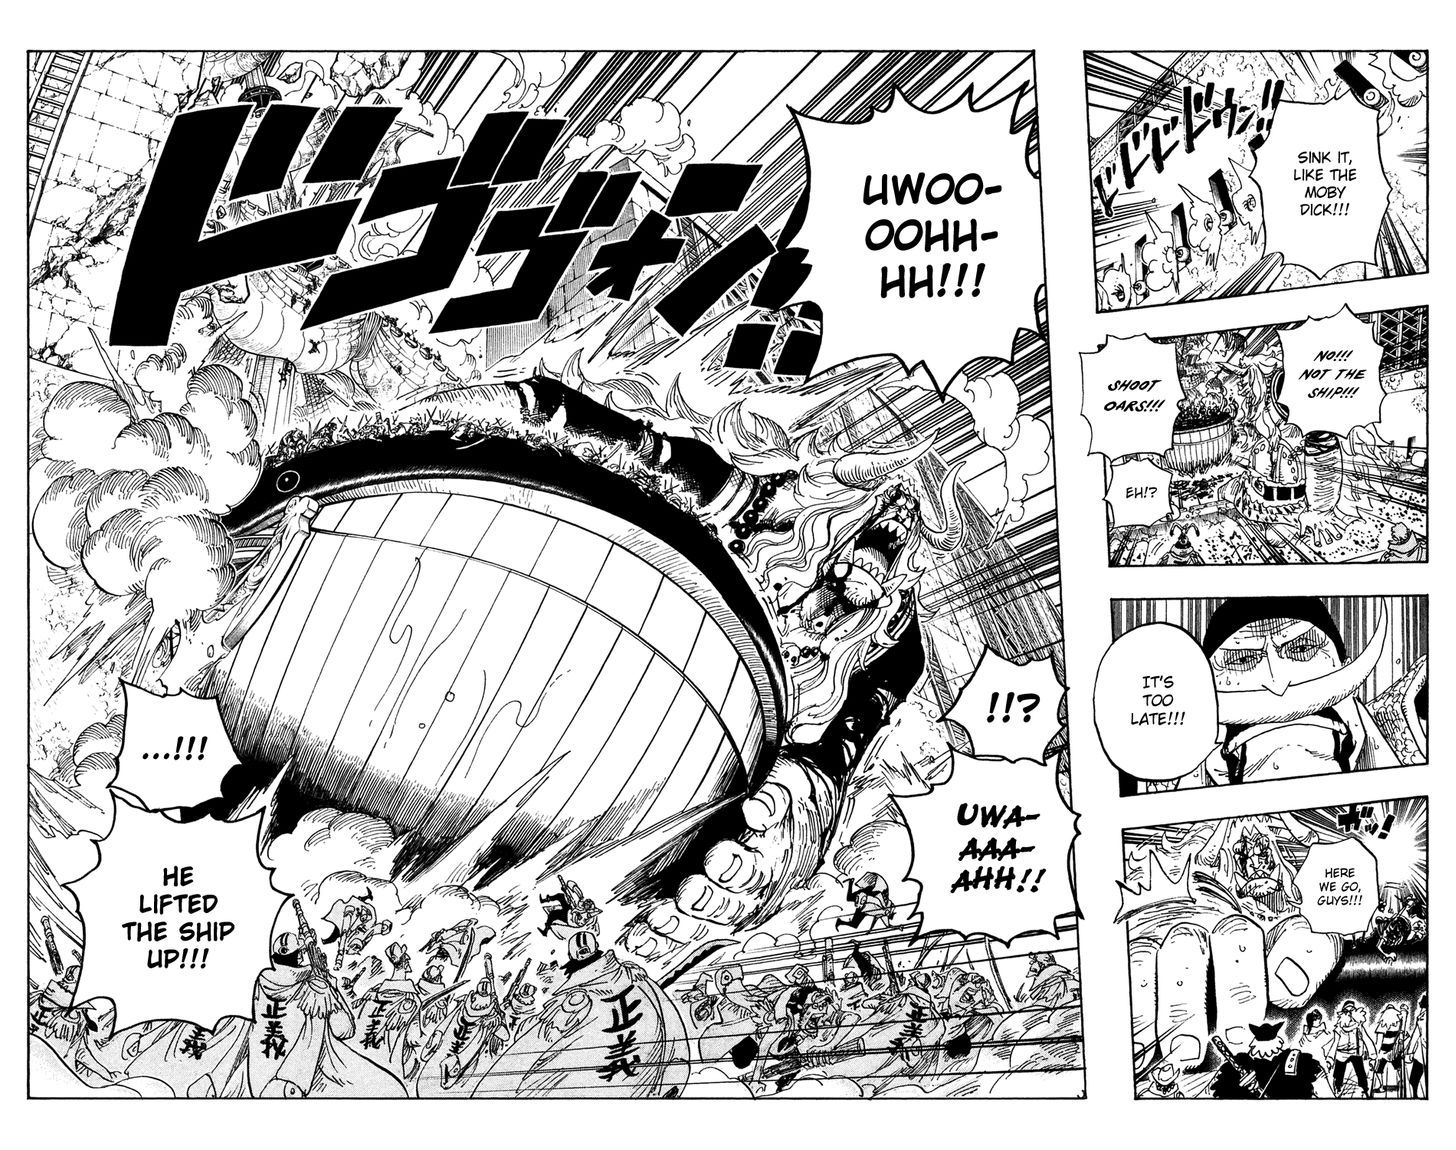 SINK IT,
LIKE THE
MOBY
DICK!!!
ドドドドウン!!
NO!!!
NOT THE
SHIP!!!
SHOOT
OARS!!!
EH!?
IT'S
TOO
LATE!!!
ガッ!
HERE
WE GO,
GUYS!!!
UWOO-
OOHH-
HH!!!
ドゴゴォン!!
!!?
UWA-
AAA-
AHH!!
...!!!
HE
LIFTED
THE SHIP
UP!!!
正義
正義
正義
正義